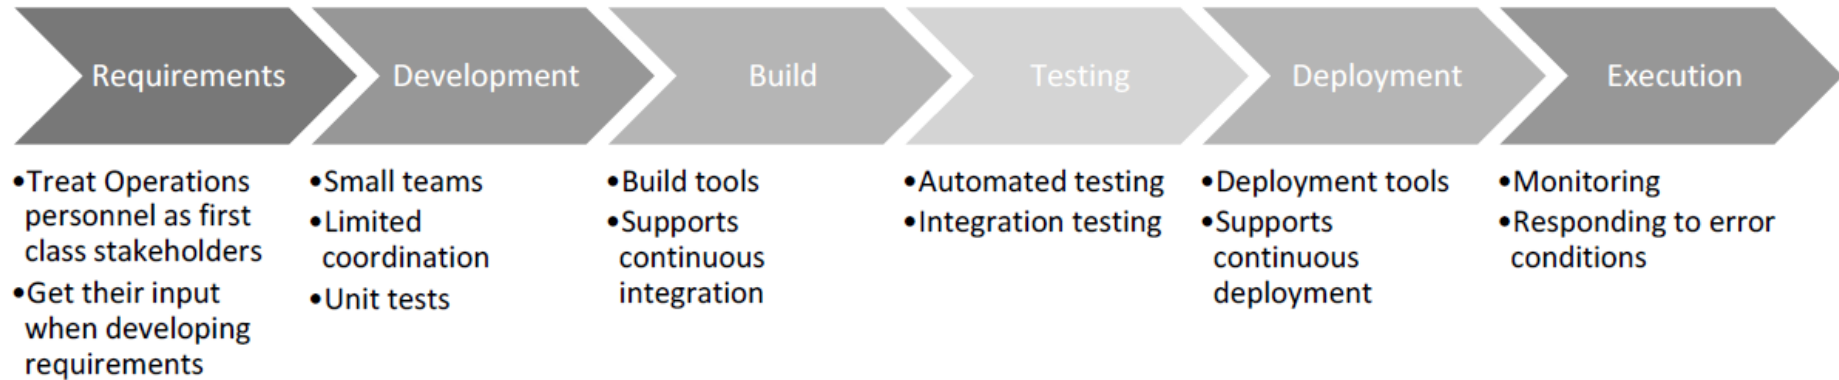 Requirements
Development
Build
Testing
Deployment
Execution
•Treat Operations
personnel as first
class stakeholders
•Get their input
when developing
requirements
•Small teams
•Limited
coordination
•Unit tests
•Build tools
•Supports
continuous
integration
•Automated testing
•Integration testing
•Deployment tools
•Supports
continuous
deployment
•Monitoring
•Responding to error
conditions